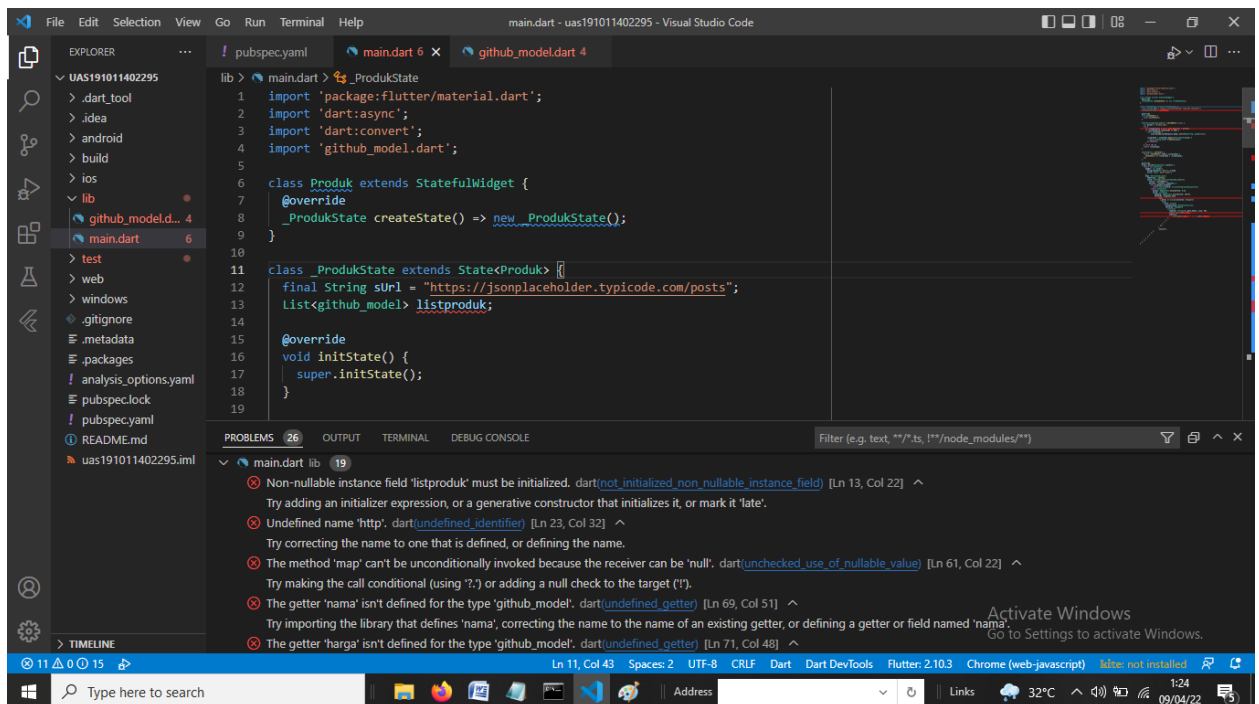 File Edit Selection View Go Run Terminal Help main.dart - uas191011402295 - Visual Studio Code
EXPLORER ...
! pubspec.yaml main.dart 6 × github_model.dart 4
UAS191011402295
> .dart_tool
> .idea
> android
> build
> ios
lib
github_model.d... 4
main.dart 6
> test
> web
> windows
.gitignore
.metadata
.packages
! analysis_options.yaml
pubspec.lock
! pubspec.yaml
README.md
uas191011402295.iml
> TIMELINE
lib > main.dart > _ProdukState
1 import 'package:flutter/material.dart';
2 import 'dart:async';
3 import 'dart:convert';
4 import 'github_model.dart';
5
6 class Produk extends StatefulWidget {
7 @override
8 _ProdukState createState() => new _ProdukState();
9 }
10
11 class _ProdukState extends State<Produk> {
12 final String sUrl = "https://jsonplaceholder.typicode.com/posts";
13 List<github_model> listproduk;
14
15 @override
16 void initState() {
17 super.initState();
18 }
19
PROBLEMS 26 OUTPUT TERMINAL DEBUG CONSOLE Filter (e.g. text, **/*.ts, !**/node_modules/**)
main.dart lib 19
Non-nullable instance field 'listproduk' must be initialized. dart(not_initialized_non_nullable_instance_field) [Ln 13, Col 22]
Try adding an initializer expression, or a generative constructor that initializes it, or mark it 'late'.
Undefined name 'http'. dart(undefined_identifier) [Ln 23, Col 32]
Try correcting the name to one that is defined, or defining the name.
The method 'map' can't be unconditionally invoked because the receiver can be 'null'. dart(unchecked_use_of_nullable_value) [Ln 61, Col 22]
Try making the call conditional (using '?.') or adding a null check to the target ('!').
The getter 'nama' isn't defined for the type 'github_model'. dart(undefined_getter) [Ln 69, Col 51]
Try importing the library that defines 'nama', correcting the name to the name of an existing getter, or defining a getter or field named 'nama'.
The getter 'harga' isn't defined for the type 'github_model'. dart(undefined_getter) [Ln 71, Col 48]
Activate Windows
Go to Settings to activate Windows.
11 0 15 Ln 11, Col 43 Spaces: 2 UTF-8 CRLF Dart Dart DevTools Flutter: 2.10.3 Chrome (web-javascript) kite: not installed
Type here to search Address Links 32°C 1:24
09/04/22 5